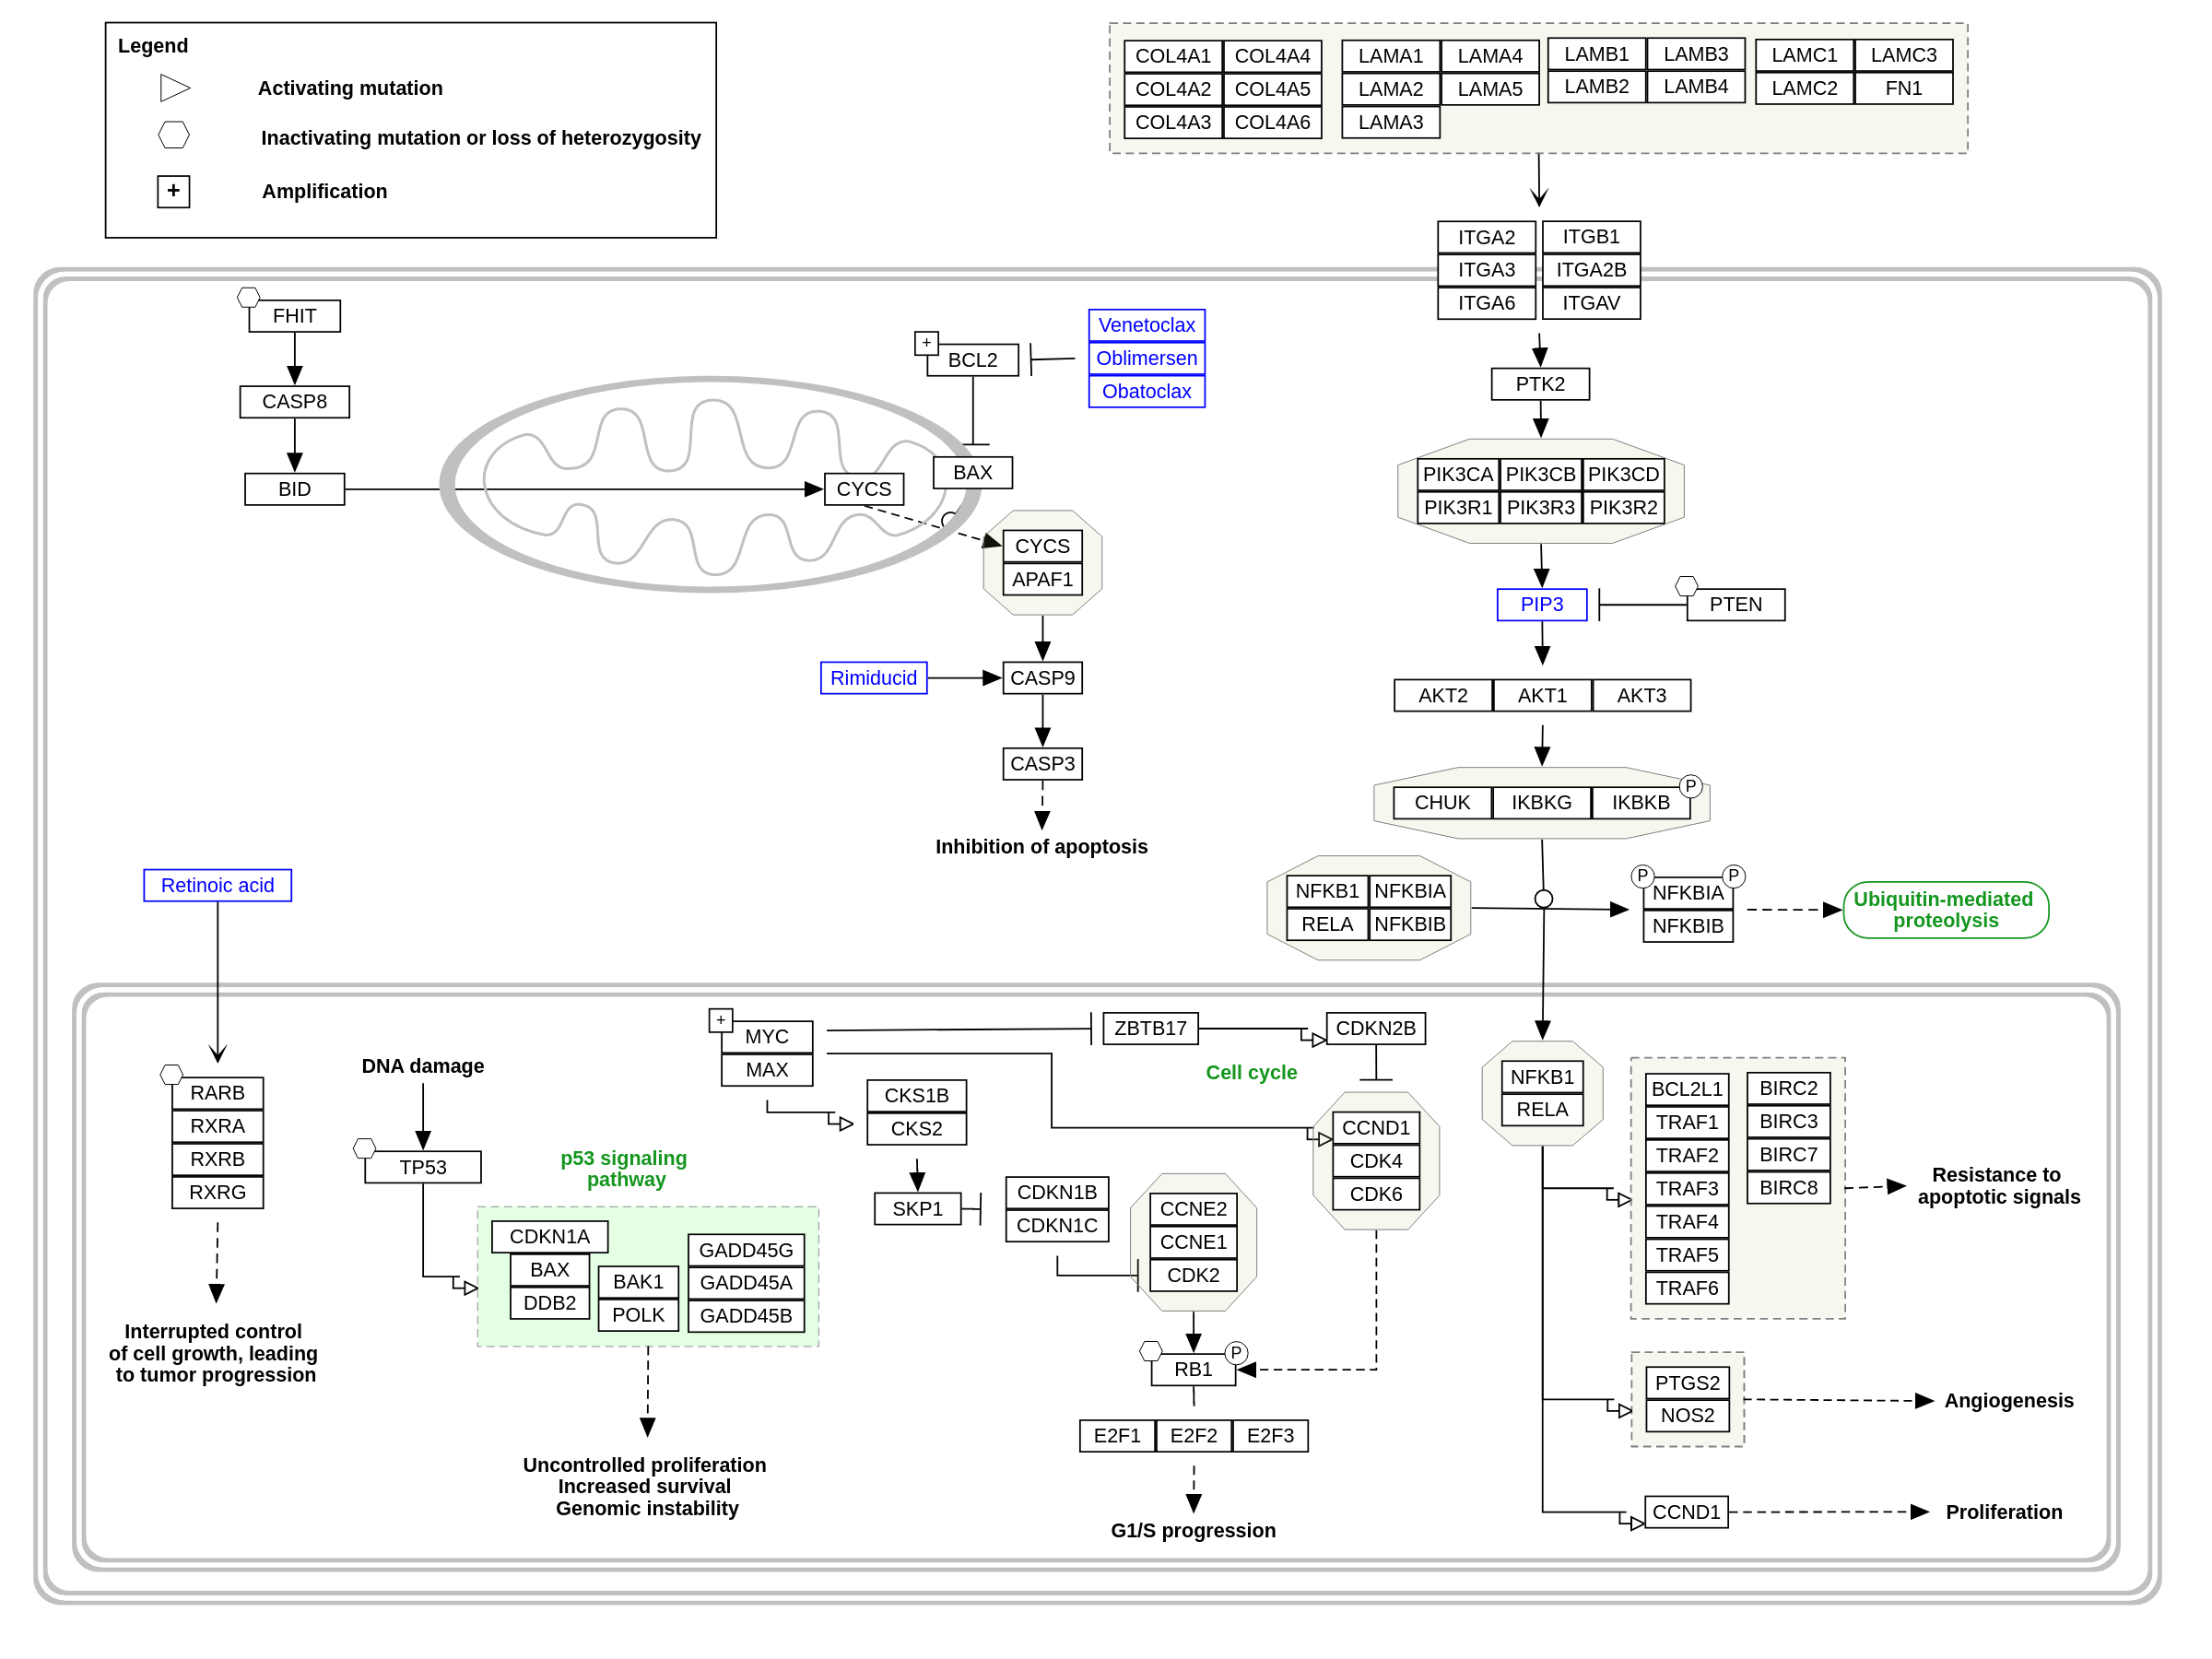 Legend
Activating mutation
Inactivating mutation or loss of heterozygosity
+ Amplification
COL4A1 COL4A4 LAMA1 LAMA4 LAMB1 LAMB3 LAMC1 LAMC3
COL4A2 COL4A5 LAMA2 LAMA5 LAMB2 LAMB4 LAMC2 FN1
COL4A3 COL4A6 LAMA3
ITGA2 ITGB1
ITGA3 ITGA2B
ITGA6 ITGAV
FHIT
CASP8
BID
+
BCL2
Venetoclax
Oblimersen
Obatoclax
BAX
CYCS
CYCS
APAF1
Rimiducid
CASP9
CASP3
Inhibition of apoptosis
PTK2
PIK3CA PIK3CB PIK3CD
PIK3R1 PIK3R3 PIK3R2
PIP3
PTEN
AKT2 AKT1 AKT3
P
CHUK IKBKG IKBKB
NFKB1 NFKBIA
RELA NFKBIB
P P
NFKBIA
NFKBIB
Ubiquitin-mediated
proteolysis
Retinoic acid
RARB
RXRA
RXRB
RXRG
Interrupted control
of cell growth, leading
to tumor progression
DNA damage
TP53
p53 signaling
pathway
CDKN1A
BAX
DDB2
BAK1
POLK
GADD45G
GADD45A
GADD45B
Uncontrolled proliferation
Increased survival
Genomic instability
+
MYC
MAX
ZBTB17
CDKN2B
Cell cycle
CKS1B
CKS2
SKP1
CDKN1B
CDKN1C
CCNE2
CCNE1
CDK2
CCND1
CDK4
CDK6
P
RB1
E2F1 E2F2 E2F3
G1/S progression
NFKB1
RELA
BCL2L1
TRAF1
TRAF2
TRAF3
TRAF4
TRAF5
TRAF6
BIRC2
BIRC3
BIRC7
BIRC8
Resistance to
apoptotic signals
PTGS2
NOS2
Angiogenesis
CCND1
Proliferation